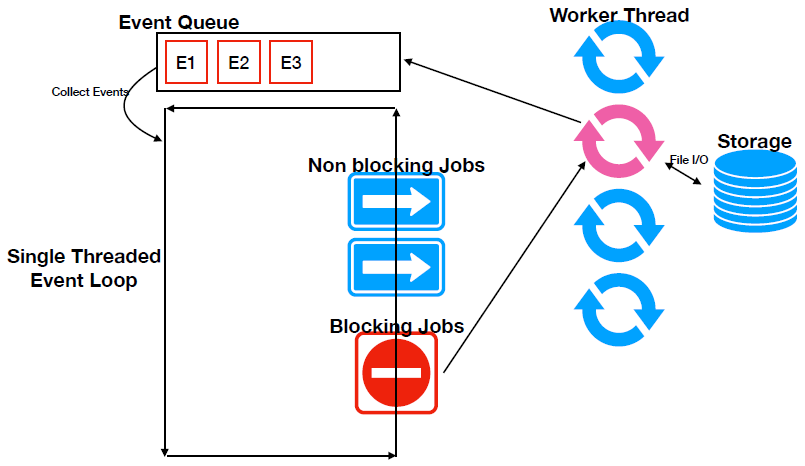 Event Queue
Worker Thread
E1 E2 E3
Collect Events
Non blocking Jobs
File I/O
Storage
Single Threaded
Event Loop
Blocking Jobs